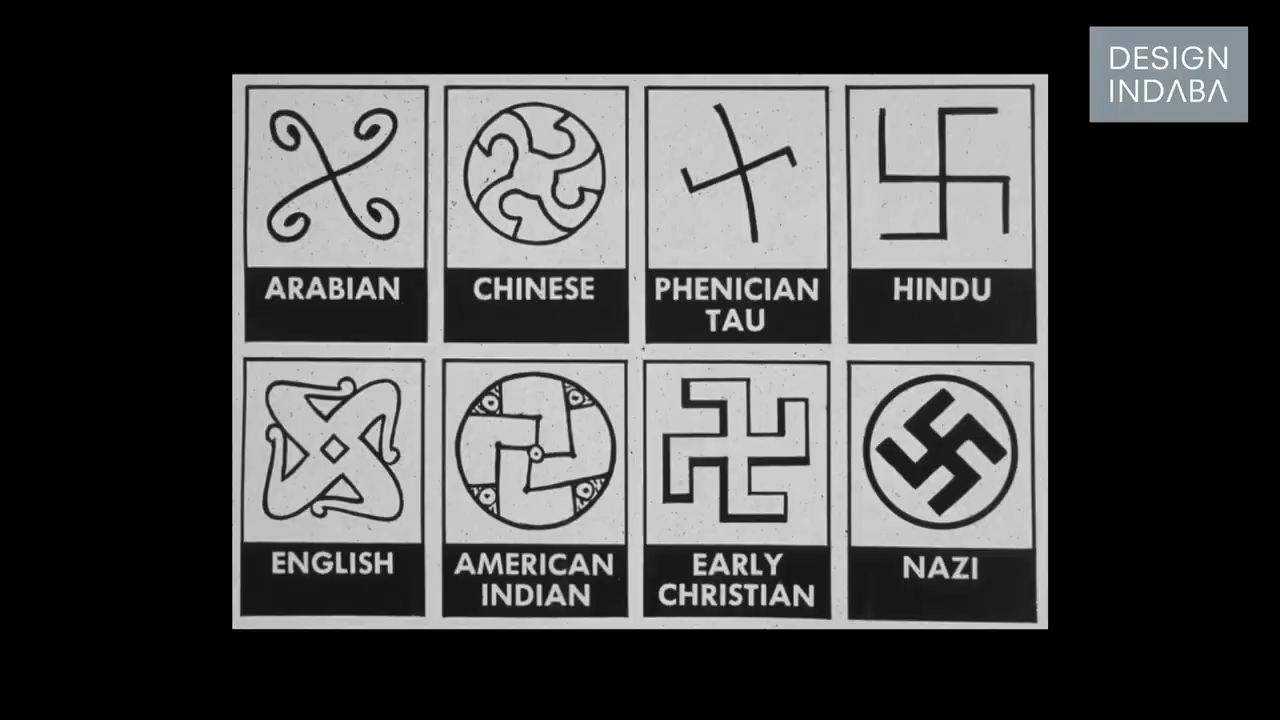 DESIGN
INDABA
ARABIAN
CHINESE
PHENICIAN
TAU
HINDU
ENGLISH
AMERICAN
INDIAN
EARLY
CHRISTIAN
NAZI